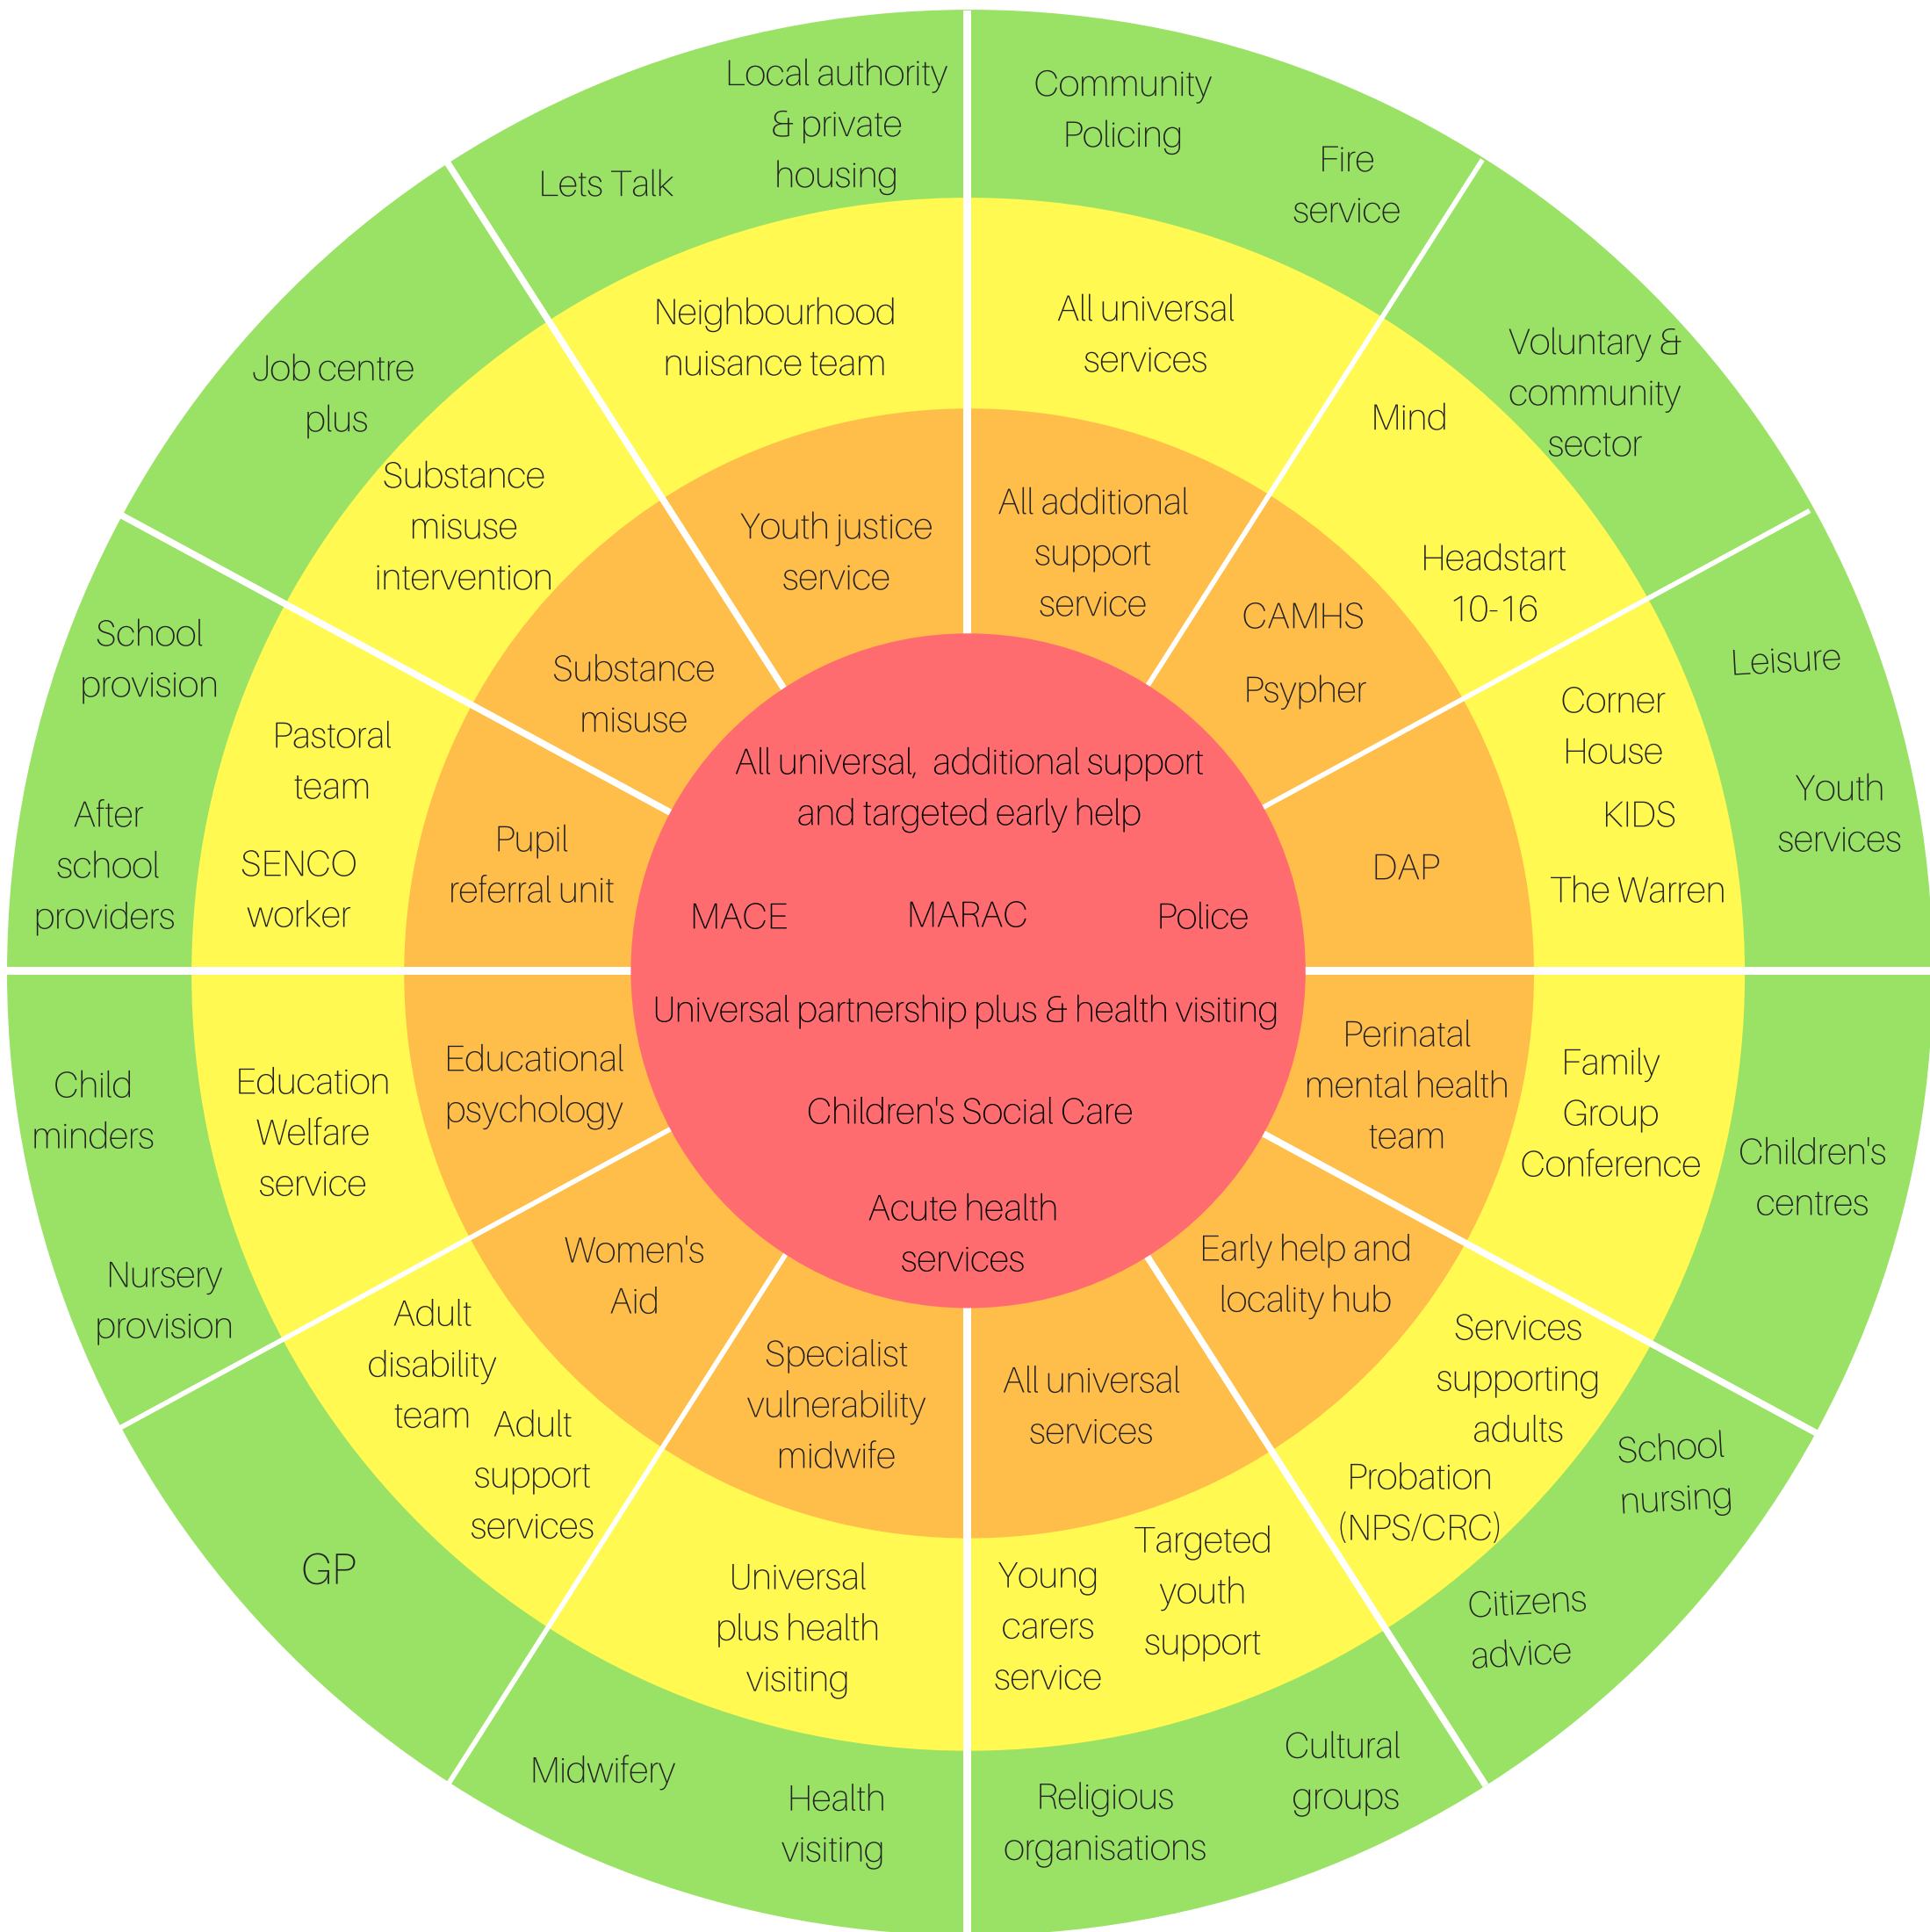 Local authority
& private
housing
Lets Talk
Community
Policing
Fire
service
Voluntary &
community
sector
Leisure
Youth
services
Children's
centres
School
nursing
Citizens
advice
Cultural
groups
Religious
organisations
Health
visiting
Midwifery
GP
Nursery
provision
Child
minders
After
school
providers
School
provision
Job centre
plus
Neighbourhood
nuisance team
All universal
services
Mind
Headstart
10-16
Corner
House
KIDS
The Warren
Family
Group
Conference
Services
supporting
adults
Probation
(NPS/CRC)
Targeted
youth
support
Young
carers
service
Universal
plus health
visiting
Adult
support
services
Adult
disability
team
Education
Welfare
service
SENCO
worker
Pastoral
team
Substance
misuse
intervention
Youth justice
service
All additional
support
service
CAMHS
Psypher
DAP
Perinatal
mental health
team
Early help and
locality hub
All universal
services
Specialist
vulnerability
midwife
Women's
Aid
Educational
psychology
Pupil
referral unit
Substance
misuse
All universal, additional support
and targeted early help
MACE MARAC Police
Universal partnership plus & health visiting
Children's Social Care
Acute health
services